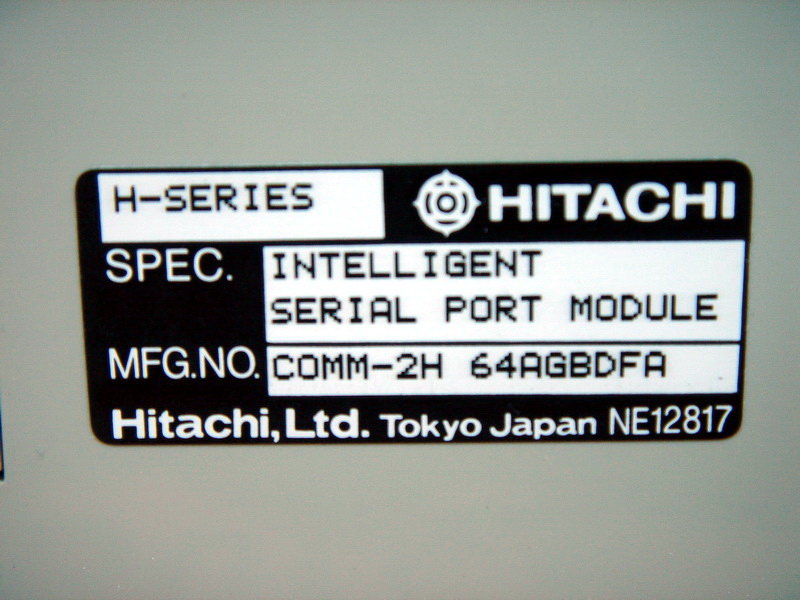 H-SERIES HITACHI
SPEC. INTELLIGENT
SERIAL PORT MODULE
MFG.NO. COMM-2H 64AGBDFA
Hitachi,Ltd. Tokyo Japan NE12817